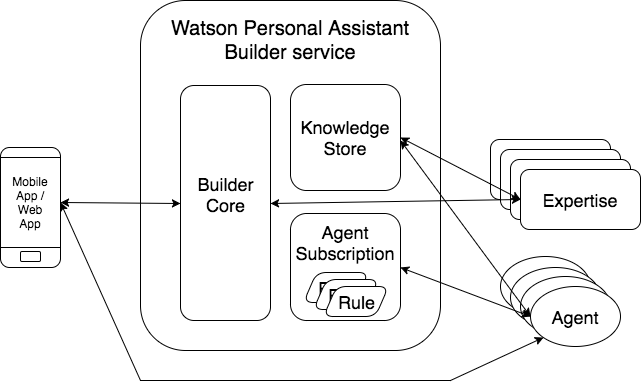 Watson Personal Assistant
Builder service
Mobile
App /
Web
App
Builder
Core
Knowledge
Store
Agent
Subscription
Rule
Expertise
Agent